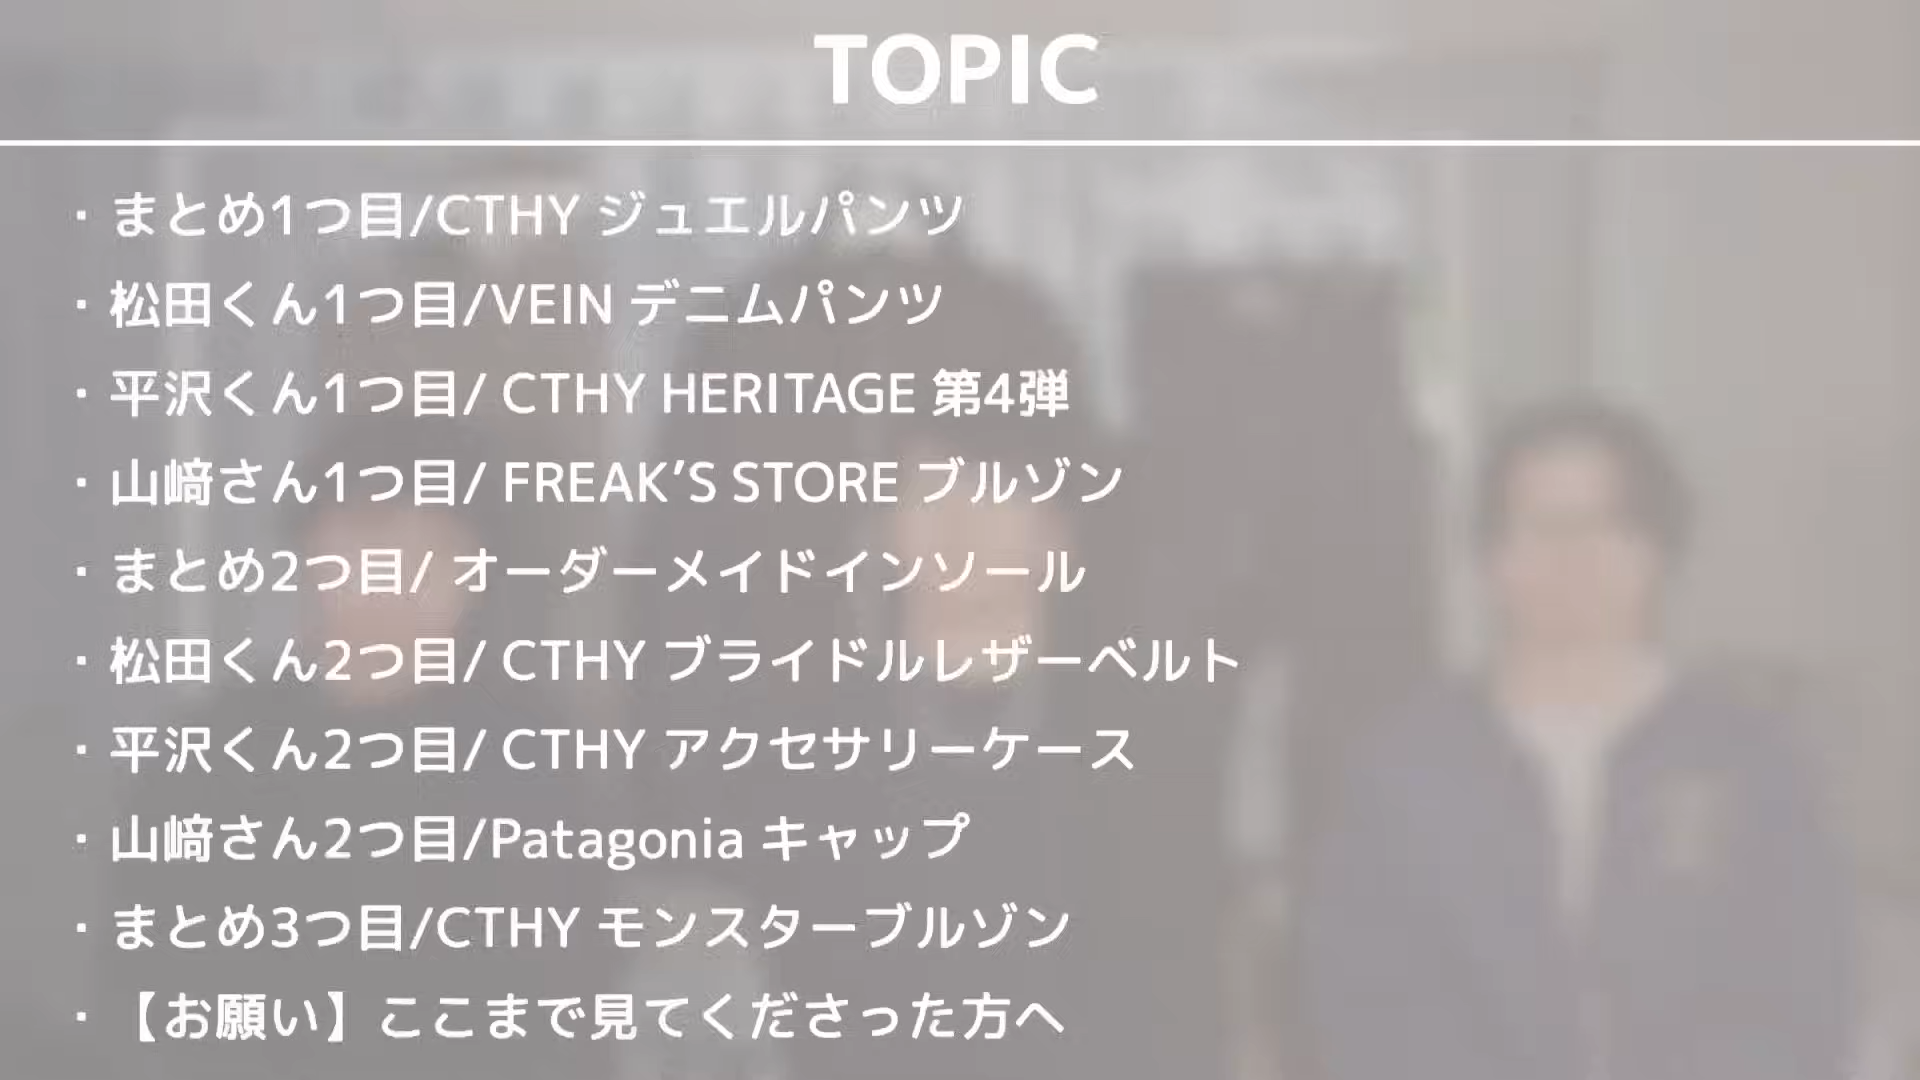 TOPIC
・まとめ1つ目/CTHY ジュエルパンツ
・松田くん1つ目/VEIN デニムパンツ
・平沢くん1つ目/ CTHY HERITAGE 第4弾
・山﨑さん1つ目/ FREAK’S STORE ブルゾン
・まとめ2つ目/ オーダーメイドインソール
・松田くん2つ目/ CTHY ブライドルレザーベルト
・平沢くん2つ目/ CTHY アクセサリーケース
・山﨑さん2つ目/Patagonia キャップ
・まとめ3つ目/CTHY モンスターブルゾン
・【お願い】ここまで見てくださった方へ